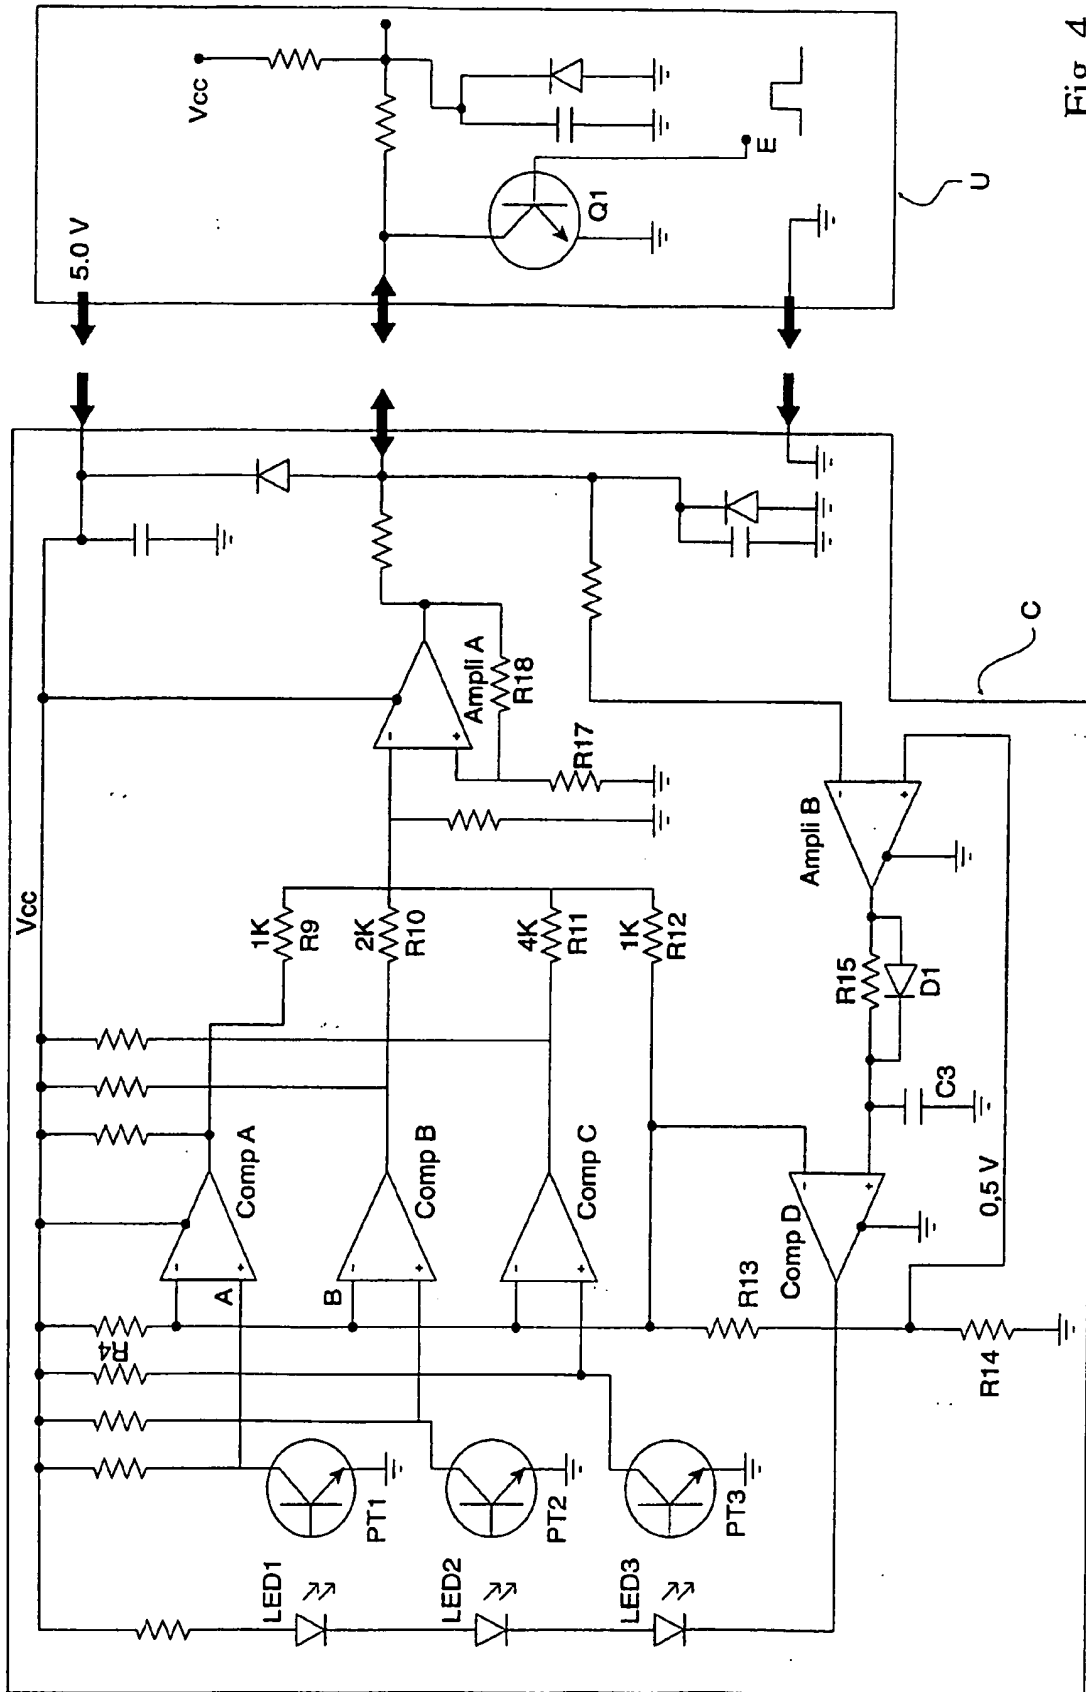 Fig. 4
Vcc
5.0 V
Q1
E
U
Vcc
R4
A
B
-
+
Comp A
-
+
Comp B
-
+
Comp C
1K
R9
2K
R10
4K
R11
1K
R12
-
+
Ampli A
R18
R17
C
LED1
LED2
LED3
PT1
PT2
PT3
R13
R14
-
+
Comp D
0,5 V
C3
R15
D1
-
+
Ampli B